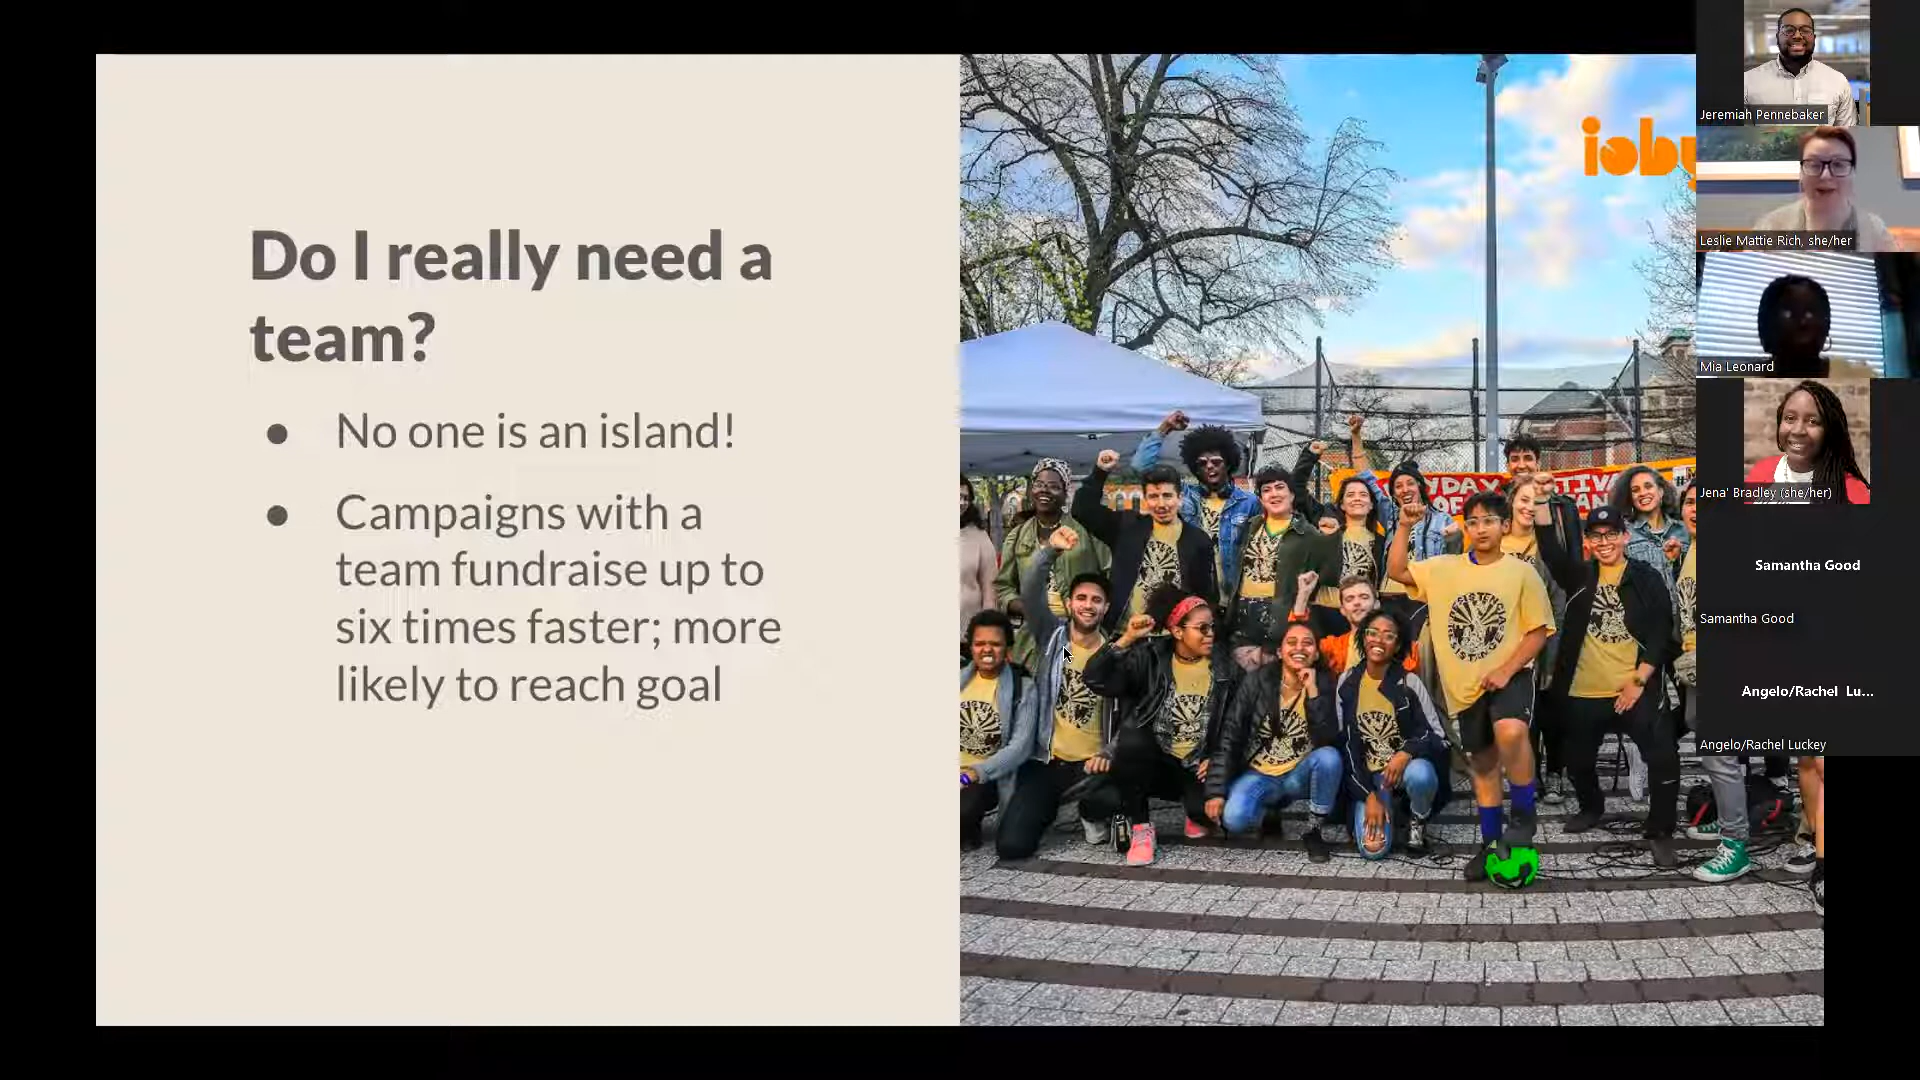 Do I really need a
team?
● No one is an island!
● Campaigns with a
team fundraise up to
six times faster; more
likely to reach goal
ioby
Jeremiah Pennebaker
Leslie Mattie Rich, she/her
Mia Leonard
Jena' Bradley (she/her)
Samantha Good
Samantha Good
Angelo/Rachel Lu...
Angelo/Rachel Luckey